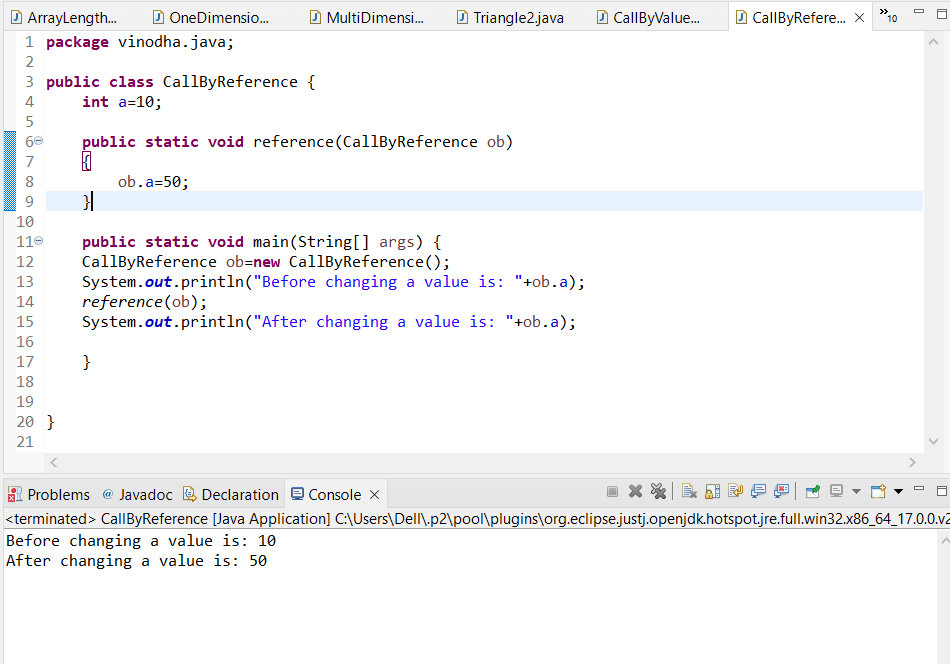 ArrayLength... OneDimensio... MultiDimensi... Triangle2.java CallByValue... CallByRefere... »10
1 package vinodha.java;
2
3 public class CallByReference {
4 int a=10;
5
6 public static void reference(CallByReference ob)
7 {
8 ob.a=50;
9 }
10
11 public static void main(String[] args) {
12 CallByReference ob=new CallByReference();
13 System.out.println("Before changing a value is: "+ob.a);
14 reference(ob);
15 System.out.println("After changing a value is: "+ob.a);
16
17 }
18
19
20 }
21
Problems @ Javadoc Declaration Console
<terminated> CallByReference [Java Application] C:\Users\Dell\.p2\pool\plugins\org.eclipse.justj.openjdk.hotspot.jre.full.win32.x86_64_17.0.0.v2
Before changing a value is: 10
After changing a value is: 50